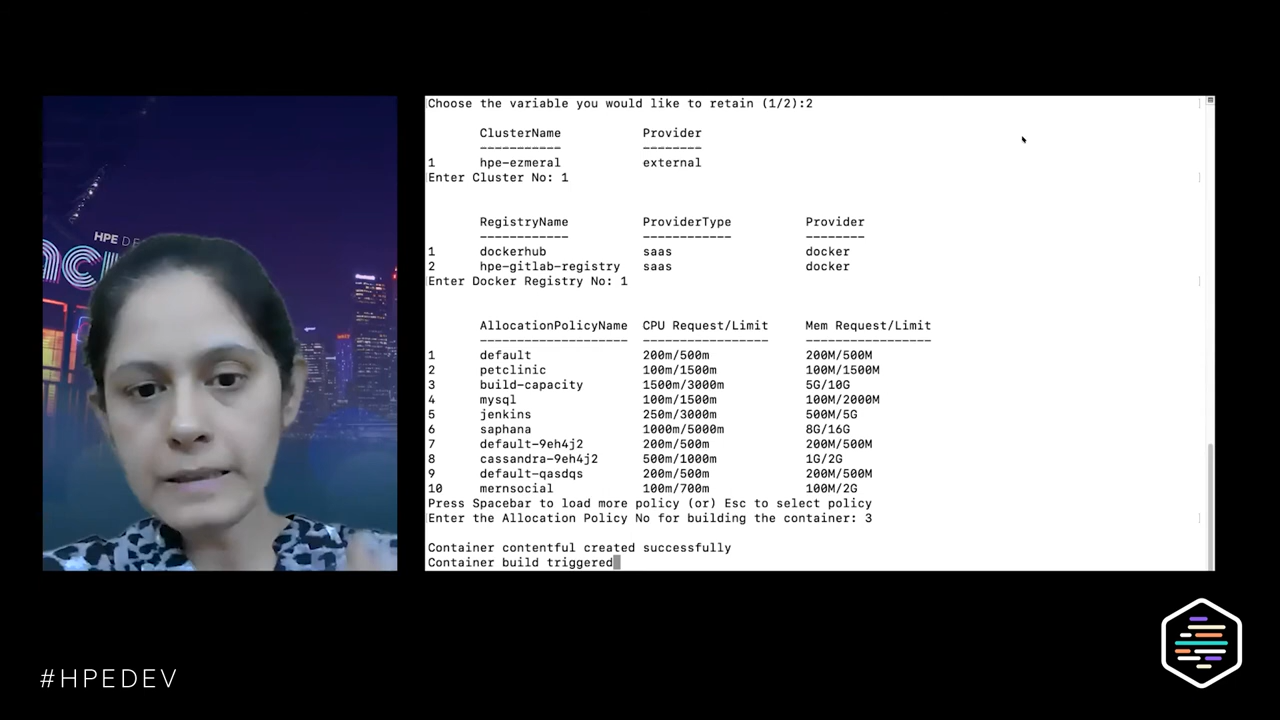 HPE DE
Choose the variable you would like to retain (1/2):2
ClusterName Provider
----------- --------
1 hpe-ezmeral external
Enter Cluster No: 1
RegistryName ProviderType Provider
------------ ------------ --------
1 dockerhub saas docker
2 hpe-gitlab-registry saas docker
Enter Docker Registry No: 1
AllocationPolicyName CPU Request/Limit Mem Request/Limit
-------------------- ----------------- -----------------
1 default 200m/500m 200M/500M
2 petclinic 100m/1500m 100M/1500M
3 build-capacity 1500m/3000m 5G/10G
4 mysql 100m/1500m 100M/2000M
5 jenkins 250m/3000m 500M/5G
6 saphana 1000m/5000m 8G/16G
7 default-9eh4j2 200m/500m 200M/500M
8 cassandra-9eh4j2 500m/1000m 1G/2G
9 default-qasdqs 200m/500m 200M/500M
10 mernsocial 100m/700m 100M/2G
Press Spacebar to load more policy (or) Esc to select policy
Enter the Allocation Policy No for building the container: 3
Container contentful created successfully
Container build triggered
#HPEDEV